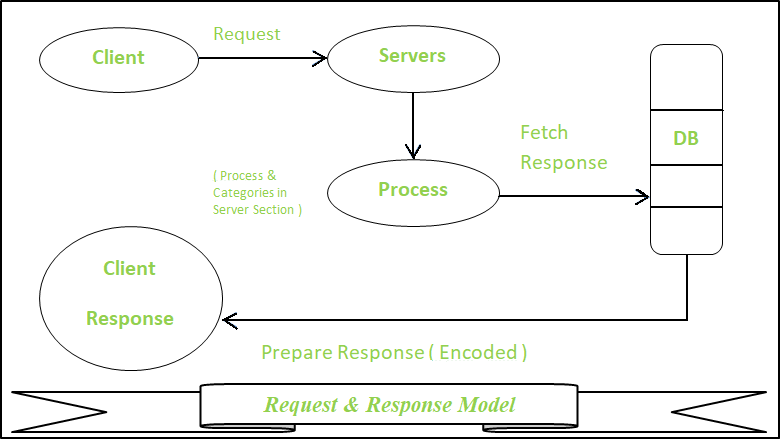 Client
Request
Servers
Fetch
Response
DB
( Process &
Categories in
Server Section )
Process
Client
Response
Prepare Response ( Encoded )
Request & Response Model